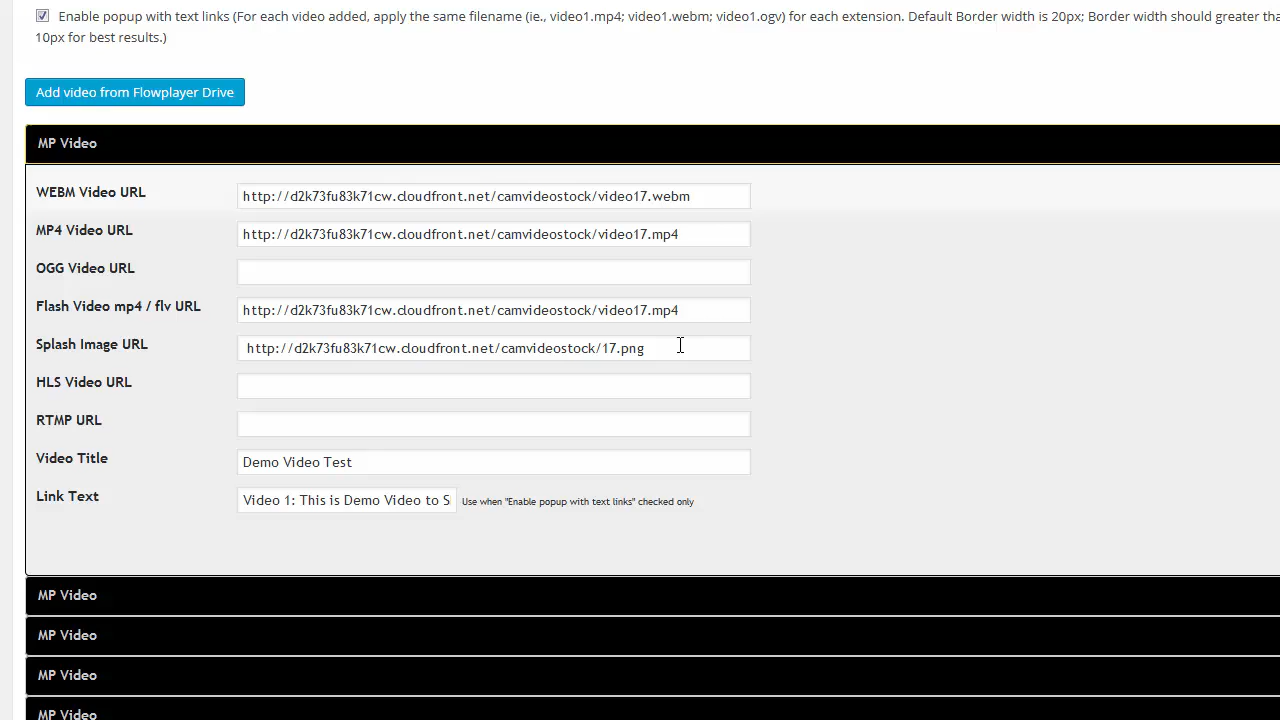 Enable popup with text links (For each video added, apply the same filename (ie., video1.mp4; video1.webm; video1.ogv) for each extension. Default Border width is 20px; Border width should greater
10px for best results.)
Add video from Flowplayer Drive
MP Video
WEBM Video URL http://d2k73fu83k71cw.cloudfront.net/camvideostock/video17.webm
MP4 Video URL http://d2k73fu83k71cw.cloudfront.net/camvideostock/video17.mp4
OGG Video URL
Flash Video mp4 / flv URL http://d2k73fu83k71cw.cloudfront.net/camvideostock/video17.mp4
Splash Image URL http://d2k73fu83k71cw.cloudfront.net/camvideostock/17.png
HLS Video URL
RTMP URL
Video Title Demo Video Test
Link Text Video 1: This is Demo Video to S Use when "Enable popup with text links" checked only
MP Video
MP Video
MP Video
MP Video